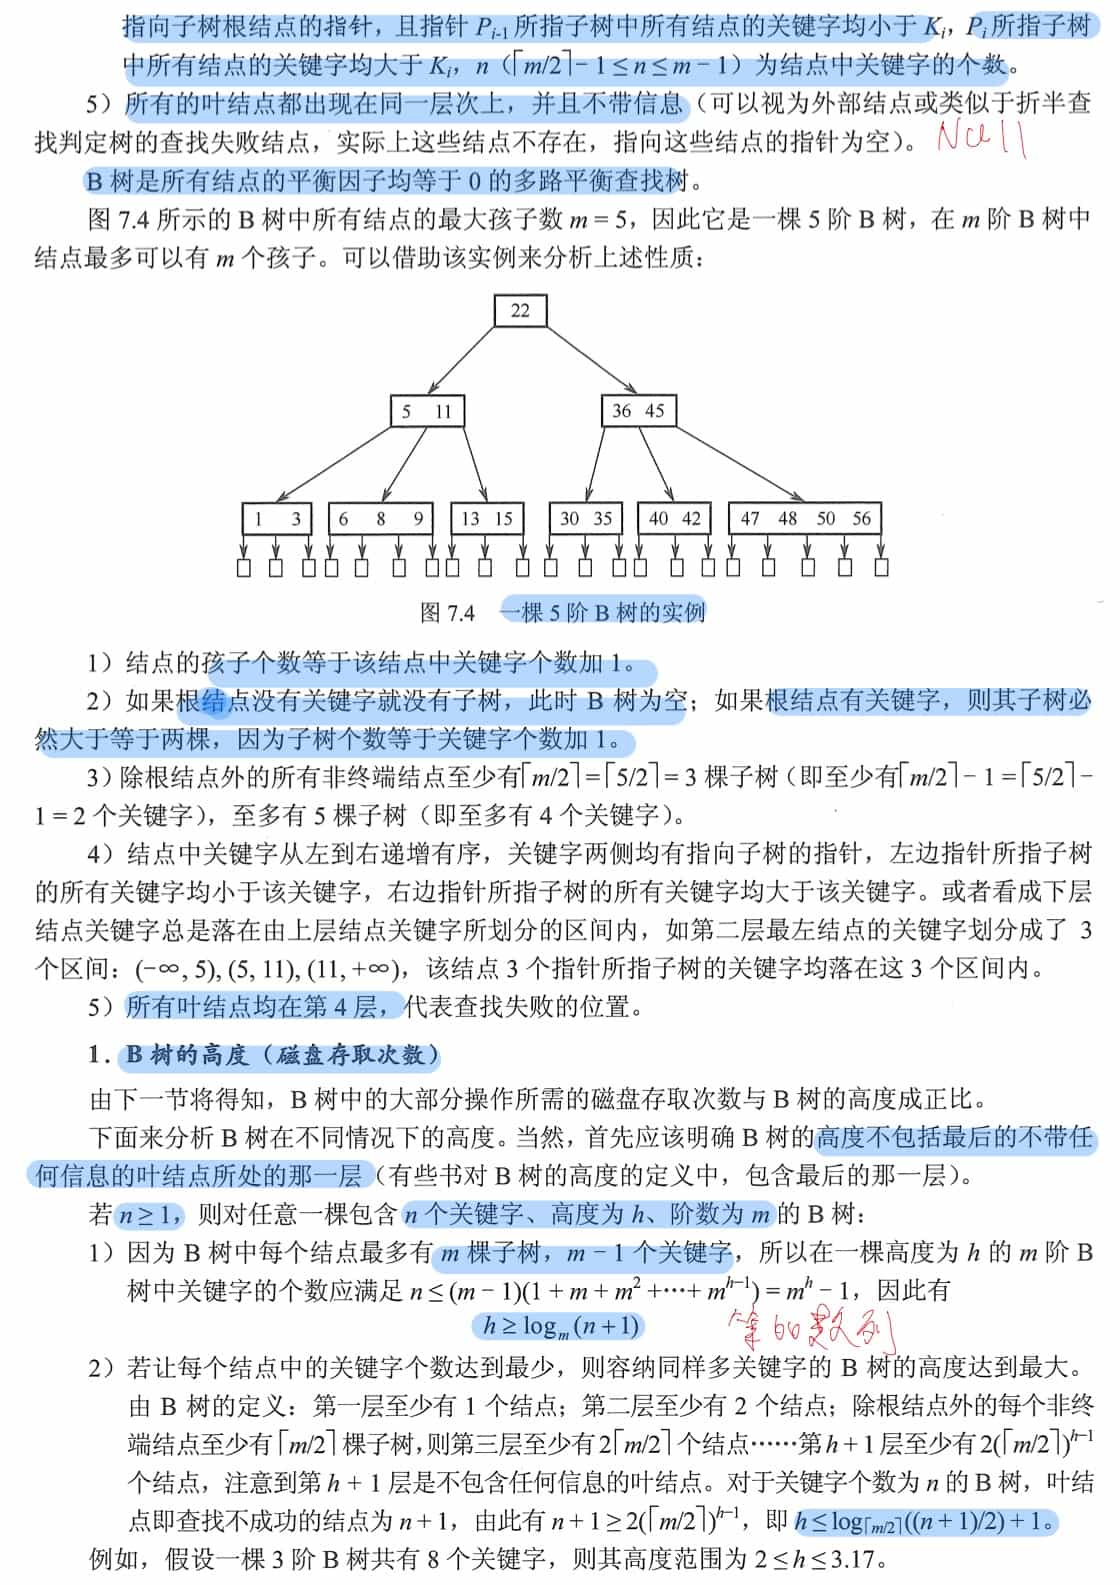 指向子树根结点的指针，且指针 Pi-1 所指子树中所有结点的关键字均小于 Ki，Pi 所指子树
中所有结点的关键字均大于 Ki，n（⌈m/2⌉ − 1 ≤ n ≤ m − 1）为结点中关键字的个数。
5）所有的叶结点都出现在同一层次上，并且不带信息（可以视为外部结点或类似于折半查
找判定树的查找失败结点，实际上这些结点不存在，指向这些结点的指针为空）。 Null
B 树是所有结点的平衡因子均等于 0 的多路平衡查找树。
图 7.4 所示的 B 树中所有结点的最大孩子数 m = 5，因此它是一棵 5 阶 B 树，在 m 阶 B 树中
结点最多可以有 m 个孩子。可以借助该实例来分析上述性质：
22
5 11 36 45
1 3 6 8 9 13 15 30 35 40 42 47 48 50 56
图 7.4 一棵 5 阶 B 树的实例
1）结点的孩子个数等于该结点中关键字个数加 1。
2）如果根结点没有关键字就没有子树，此时 B 树为空；如果根结点有关键字，则其子树必
然大于等于两棵，因为子树个数等于关键字个数加 1。
3）除根结点外的所有非终端结点至少有⌈m/2⌉ = ⌈5/2⌉ = 3 棵子树（即至少有⌈m/2⌉ − 1 = ⌈5/2⌉ −
1 = 2 个关键字），至多有 5 棵子树（即至多有 4 个关键字）。
4）结点中关键字从左到右递增有序，关键字两侧均有指向子树的指针，左边指针所指子树
的所有关键字均小于该关键字，右边指针所指子树的所有关键字均大于该关键字。或者看成下层
结点关键字总是落在由上层结点关键字所划分的区间内，如第二层最左结点的关键字划分成了 3
个区间：(−∞, 5), (5, 11), (11, +∞)，该结点 3 个指针所指子树的关键字均落在这 3 个区间内。
5）所有叶结点均在第 4 层，代表查找失败的位置。
1．B 树的高度（磁盘存取次数）
由下一节将得知，B 树中的大部分操作所需的磁盘存取次数与 B 树的高度成正比。
下面来分析 B 树在不同情况下的高度。当然，首先应该明确 B 树的高度不包括最后的不带任
何信息的叶结点所处的那一层（有些书对 B 树的高度的定义中，包含最后的那一层）。
若 n ≥ 1，则对任意一棵包含 n 个关键字、高度为 h、阶数为 m 的 B 树：
1）因为 B 树中每个结点最多有 m 棵子树，m − 1 个关键字，所以在一棵高度为 h 的 m 阶 B
树中关键字的个数应满足 n ≤ (m − 1)(1 + m + m² +⋯+ m^(h−1)) = m^h − 1，因此有
h ≥ log_m (n + 1) 等比数列
2）若让每个结点中的关键字个数达到最少，则容纳同样多关键字的 B 树的高度达到最大。
由 B 树的定义：第一层至少有 1 个结点；第二层至少有 2 个结点；除根结点外的每个非终
端结点至少有⌈m/2⌉ 棵子树，则第三层至少有 2⌈m/2⌉ 个结点……第 h + 1 层至少有 2(⌈m/2⌉)^(h−1)
个结点，注意到第 h + 1 层是不包含任何信息的叶结点。对于关键字个数为 n 的 B 树，叶结
点即查找不成功的结点为 n + 1，由此有 n + 1 ≥ 2(⌈m/2⌉)^(h−1)，即 h ≤ log_⌈m/2⌉((n + 1)/2) + 1。
例如，假设一棵 3 阶 B 树共有 8 个关键字，则其高度范围为 2 ≤ h ≤ 3.17。